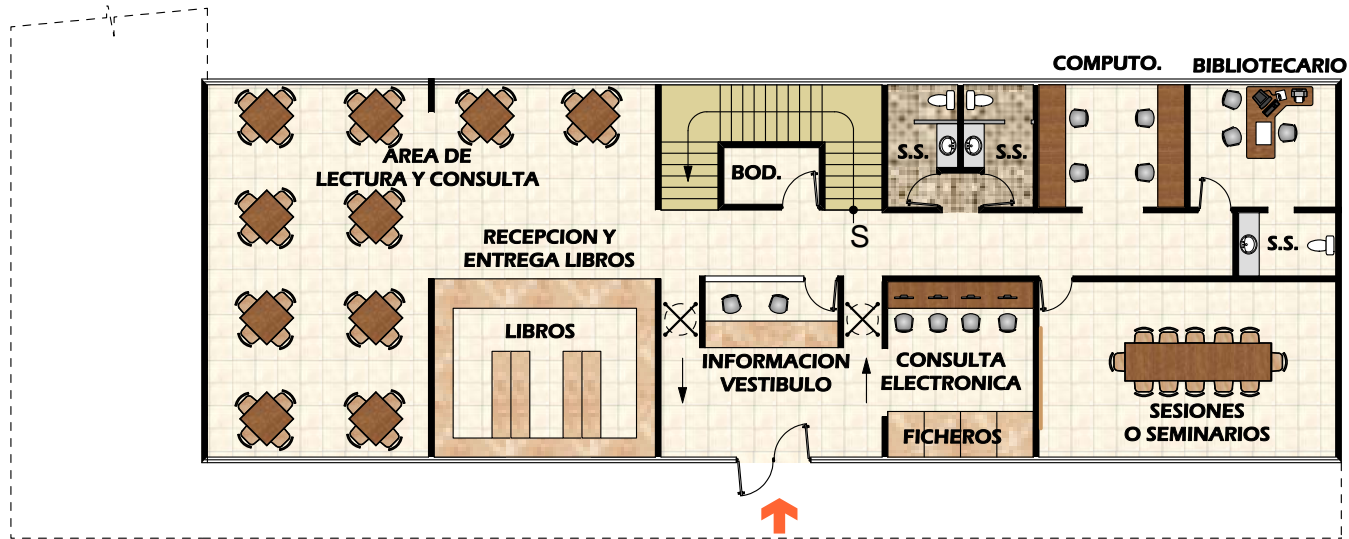 COMPUTO.
BIBLIOTECARIO
ÁREA DE
LECTURA Y CONSULTA
BOD.
S.S.
S.S.
S
S.S.
RECEPCION Y
ENTREGA LIBROS
LIBROS
INFORMACION
VESTIBULO
CONSULTA
ELECTRONICA
FICHEROS
SESIONES
O SEMINARIOS